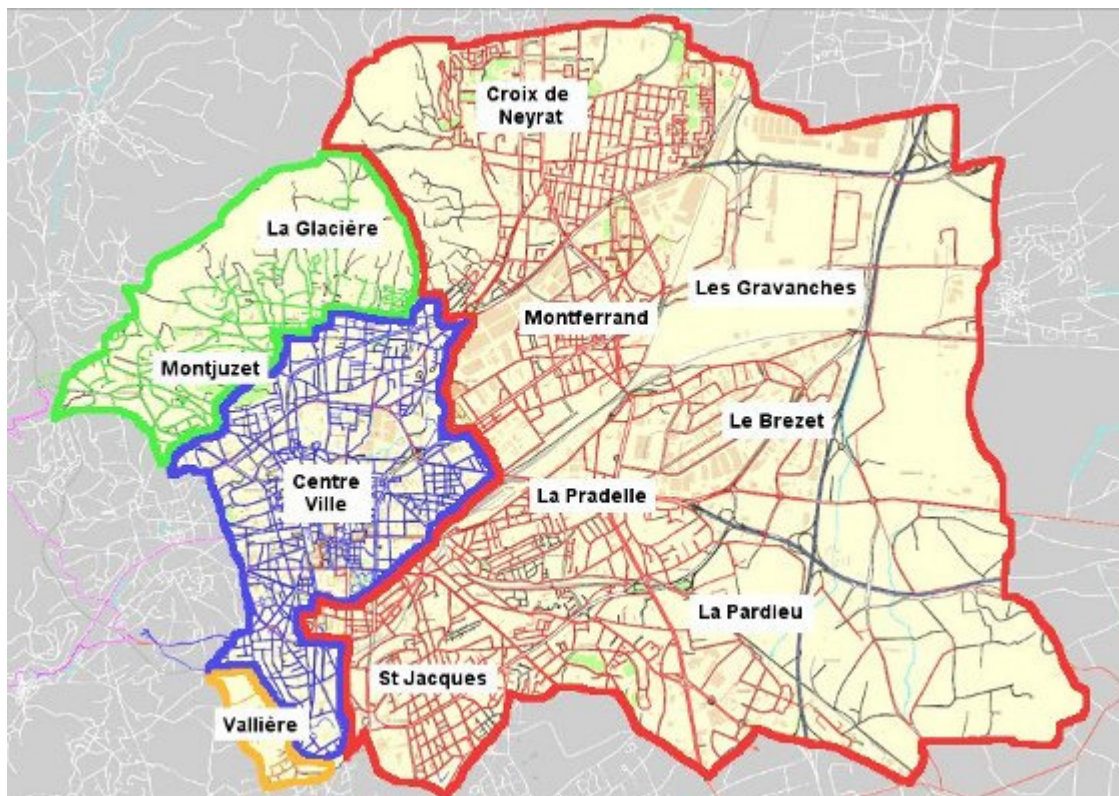 Croix de
Neyrat
La Glacière
Les Gravanches
Montferrand
Montjuzet
Le Brezet
Centre
Ville
La Pradelle
La Pardieu
St Jacques
Vallière